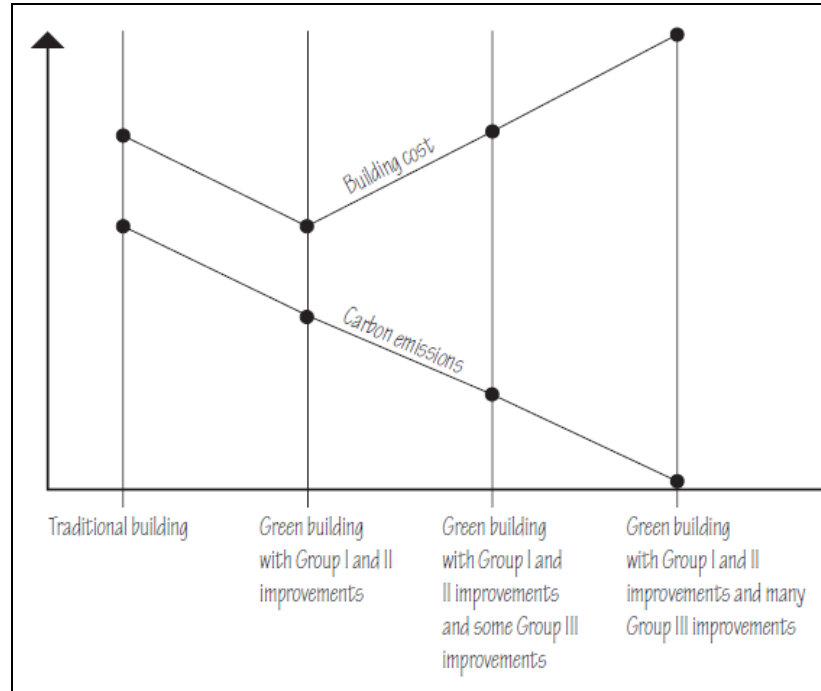 Building cost
Carbon emissions
Traditional building
Green building
with Group I and II
improvements
Green building
with Group I and
II improvements
and some Group III
improvements
Green building
with Group I and II
improvements and many
Group III improvements